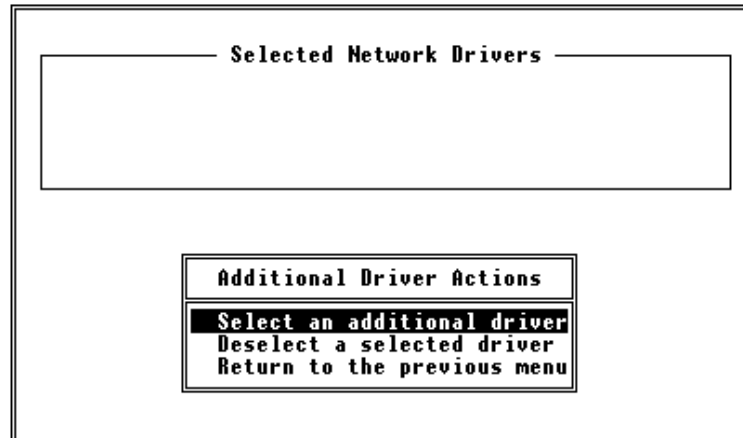 Selected Network Drivers
Additional Driver Actions
Select an additional driver
Deselect a selected driver
Return to the previous menu